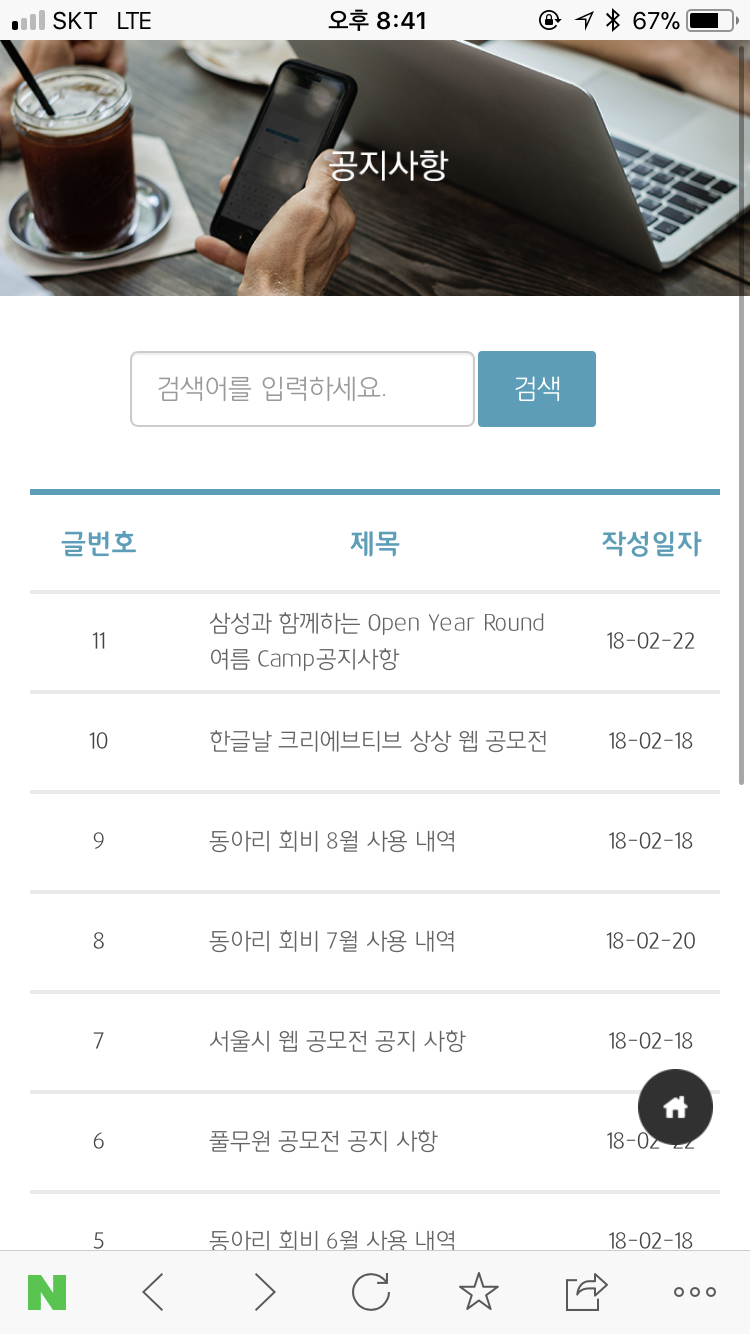 SKT LTE 오후 8:41 67%
공지사항
검색어를 입력하세요. 검색
글번호 제목 작성일자
11 삼성과 함께하는 Open Year Round 18-02-22
여름 Camp공지사항
10 한글날 크리에브티브 상상 웹 공모전 18-02-18
9 동아리 회비 8월 사용 내역 18-02-18
8 동아리 회비 7월 사용 내역 18-02-20
7 서울시 웹 공모전 공지 사항 18-02-18
6 풀무원 공모전 공지 사항 18-02-22
5 동아리 회비 6월 사용 내역 18-02-18
N